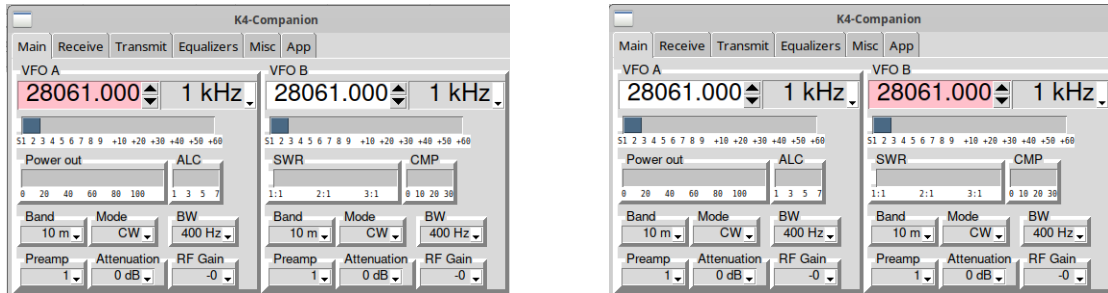 K4-Companion
Main Receive Transmit Equalizers Misc App
VFO A VFO B
28061.000 1 kHz 28061.000 1 kHz
S1 2 3 4 5 6 7 8 9 +10 +20 +30 +40 +50 +60 S1 2 3 4 5 6 7 8 9 +10 +20 +30 +40 +50 +60
Power out ALC SWR CMP
0 20 40 60 80 100 1 3 5 7 1:1 2:1 3:1 0 10 20 30
Band Mode BW Band Mode BW
10 m CW 400 Hz 10 m CW 400 Hz
Preamp Attenuation RF Gain Preamp Attenuation RF Gain
1 0 dB -0 1 0 dB -0
K4-Companion
Main Receive Transmit Equalizers Misc App
VFO A VFO B
28061.000 1 kHz 28061.000 1 kHz
S1 2 3 4 5 6 7 8 9 +10 +20 +30 +40 +50 +60 S1 2 3 4 5 6 7 8 9 +10 +20 +30 +40 +50 +60
Power out ALC SWR CMP
0 20 40 60 80 100 1 3 5 7 1:1 2:1 3:1 0 10 20 30
Band Mode BW Band Mode BW
10 m CW 400 Hz 10 m CW 400 Hz
Preamp Attenuation RF Gain Preamp Attenuation RF Gain
1 0 dB -0 1 0 dB -0